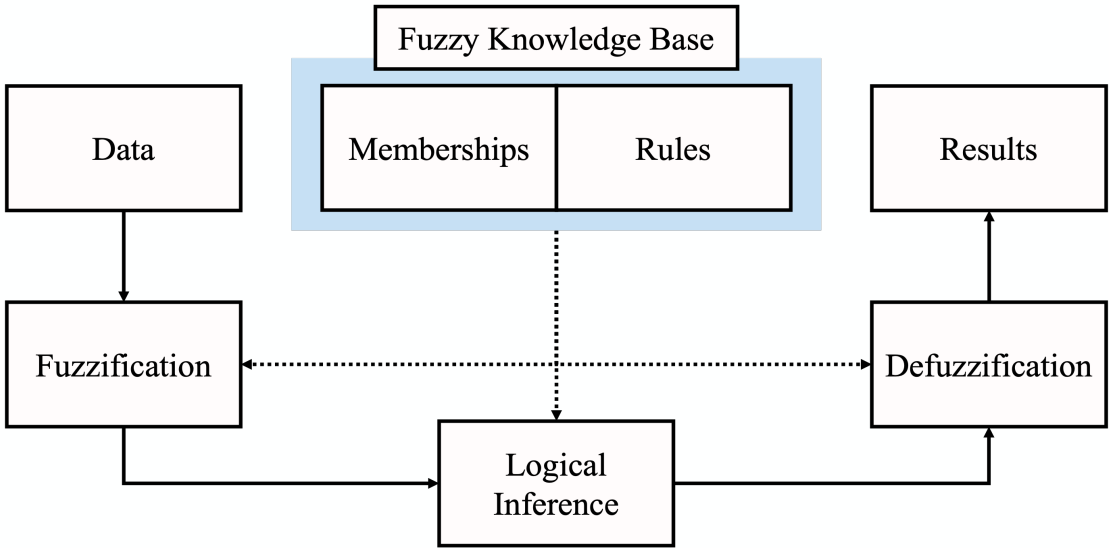 Fuzzy Knowledge Base
Data
Memberships
Rules
Results
Fuzzification
Defuzzification
Logical
Inference